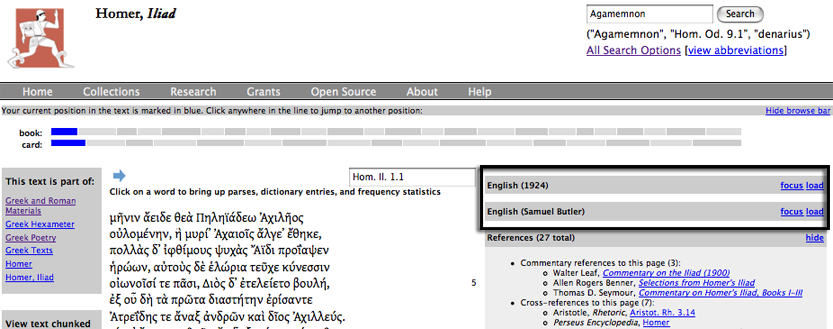 Homer, Iliad
Agamemnon
Search
("Agamemnon", "Hom. Od. 9.1", "denarius")
All Search Options [view abbreviations]
Home Collections Research Grants Open Source About Help
Your current position in the text is marked in blue. Click anywhere in the line to jump to another position:
Hide browse bar
book:
card:
This text is part of:
Greek and Roman
Materials
Greek Hexameter
Greek Poetry
Greek Texts
Homer
Homer, Iliad
View text chunked
Hom. Il. 1.1
Click on a word to bring up parses, dictionary entries, and frequency statistics
μῆνιν ἄειδε θεὰ Πηληϊάδεω Ἀχιλῆος
οὐλομένην, ἣ μυρί' Ἀχαιοῖς ἄλγε' ἔθηκε,
πολλὰς δ' ἰφθίμους ψυχὰς Ἄϊδι προΐαψεν
ἡρώων, αὐτοὺς δὲ ἑλώρια τεῦχε κύνεσσιν
οἰωνοῖσί τε πᾶσι, Διὸς δ' ἐτελείετο βουλή, 5
ἐξ οὗ δὴ τὰ πρῶτα διαστήτην ἐρίσαντε
Ἀτρεΐδης τε ἄναξ ἀνδρῶν καὶ δῖος Ἀχιλλεύς.
English (1924) focus load
English (Samuel Butler) focus load
References (27 total) hide
• Commentary references to this page (3):
Walter Leaf, Commentary on the Iliad (1900)
Allen Rogers Benner, Selections from Homer's Iliad
Thomas D. Seymour, Commentary on Homer's Iliad, Books I–III
• Cross-references to this page (7):
Aristotle, Rhetoric, Aristot. Rh. 3.14
Perseus Encyclopedia, Homer